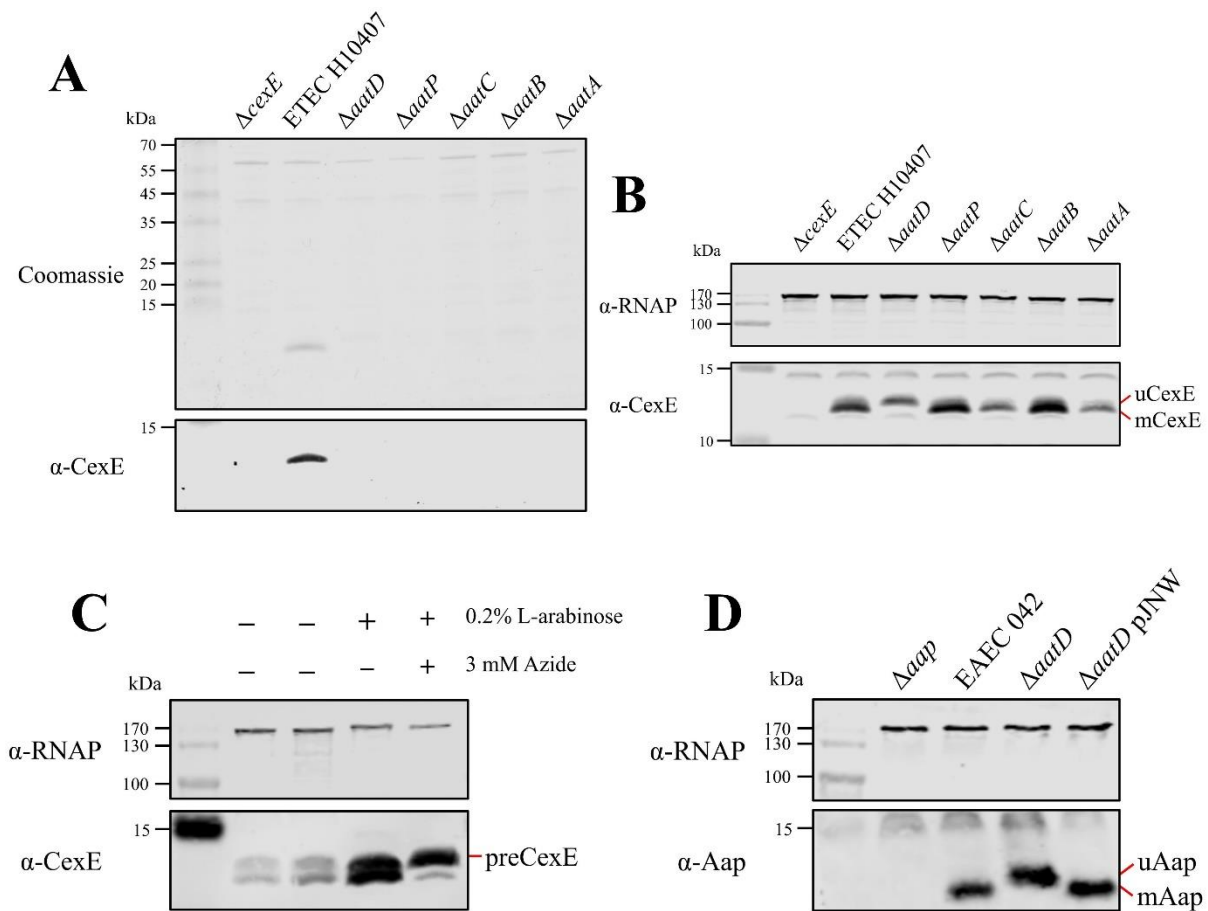 A
kDa
ΔcexE
ETEC H10407
ΔaatD
ΔaatP
ΔaatC
ΔaatB
ΔaatA
70
55
45
35
25
20
15
Coomassie
15
α-CexE
B
kDa
ΔcexE
ETEC H10407
ΔaatD
ΔaatP
ΔaatC
ΔaatB
ΔaatA
170
130
100
α-RNAP
15
10
α-CexE
uCexE
mCexE
C
– – + + 0.2% L-arabinose
– – – + 3 mM Azide
kDa
170
130
100
α-RNAP
15
α-CexE
preCexE
D
kDa
Δaap
EAEC 042
ΔaatD
ΔaatD pJNW
170
130
100
α-RNAP
15
α-Aap
uAap
mAap